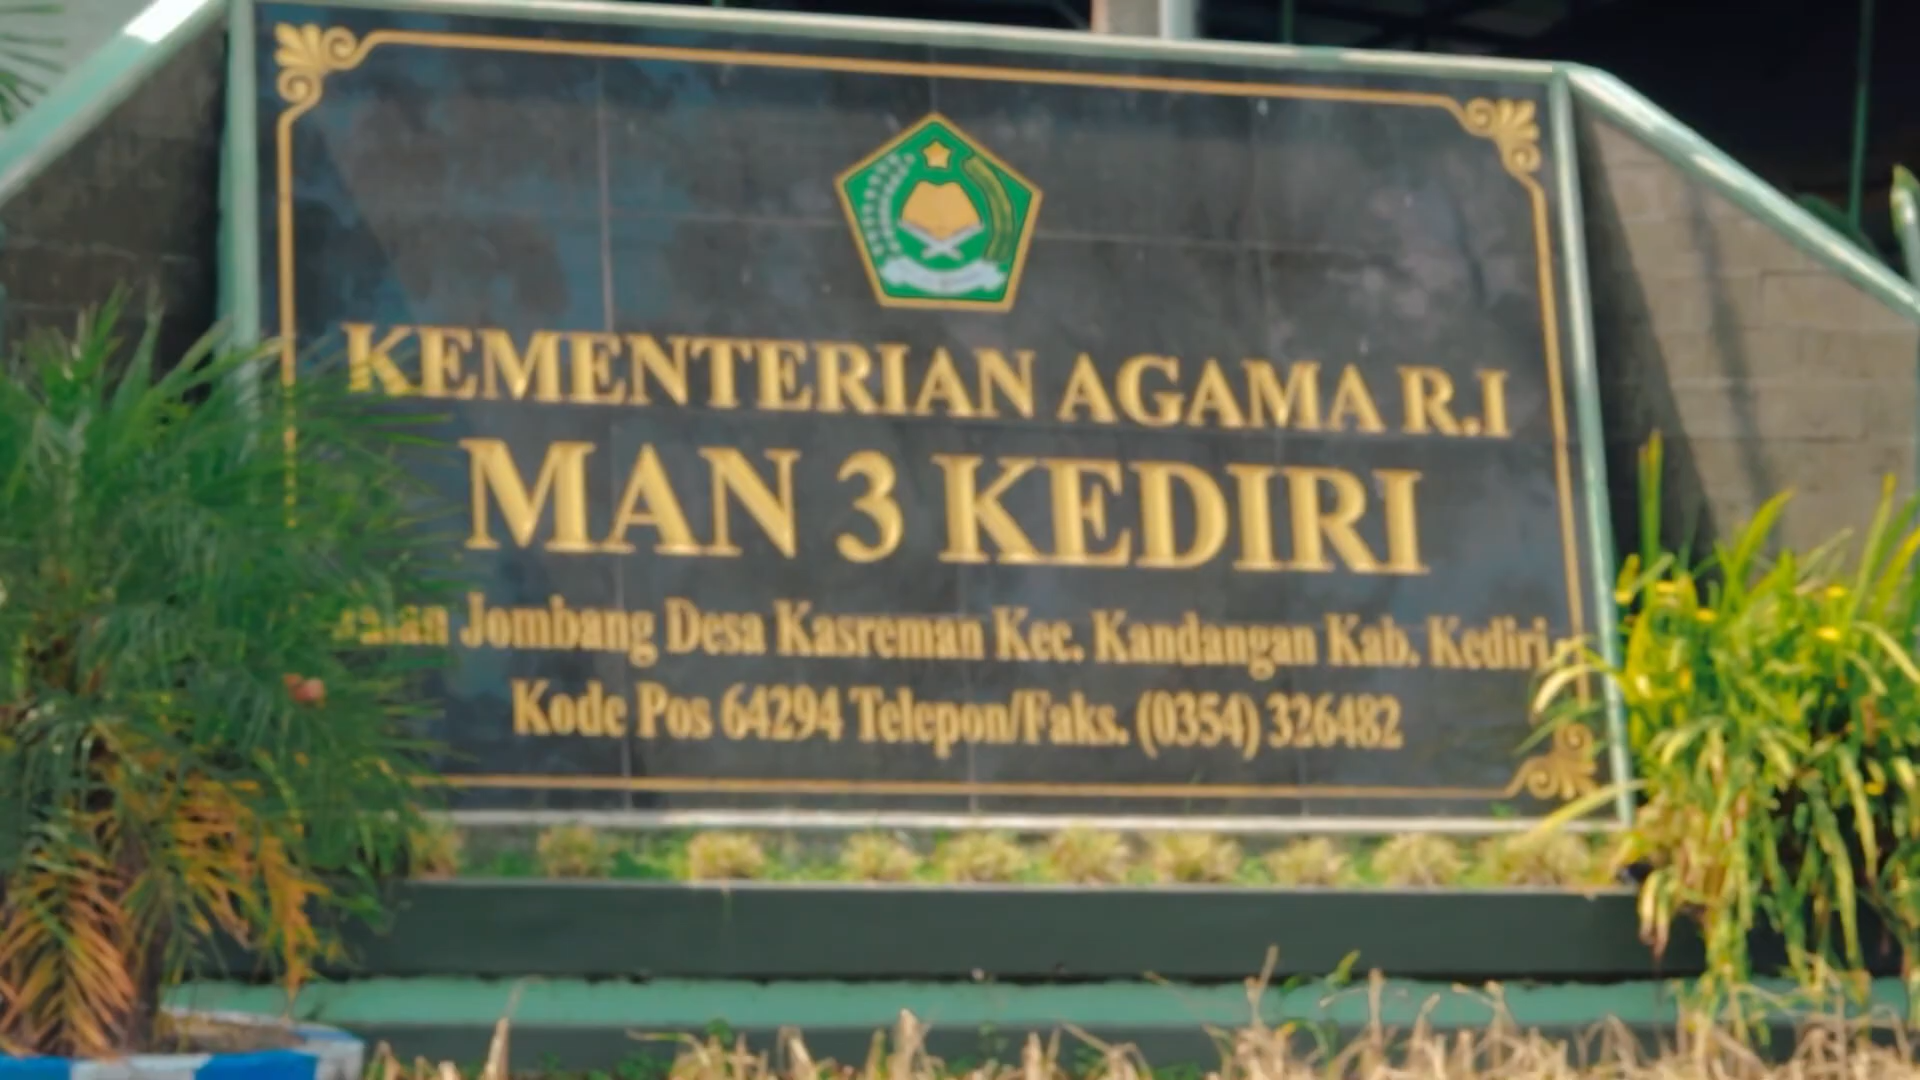 KEMENTERIAN AGAMA R.I
MAN 3 KEDIRI
Jalan Jombang Desa Kasreman Kec. Kandangan Kab. Kediri
Kode Pos 64294 Telepon/Faks. (0354) 326482